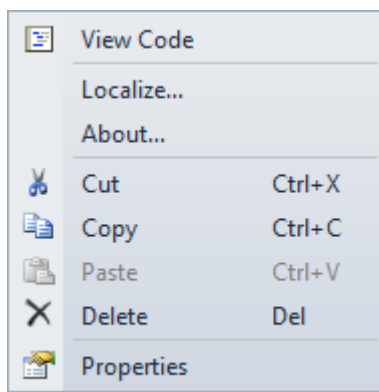 View Code
Localize...
About...
Cut Ctrl+X
Copy Ctrl+C
Paste Ctrl+V
Delete Del
Properties